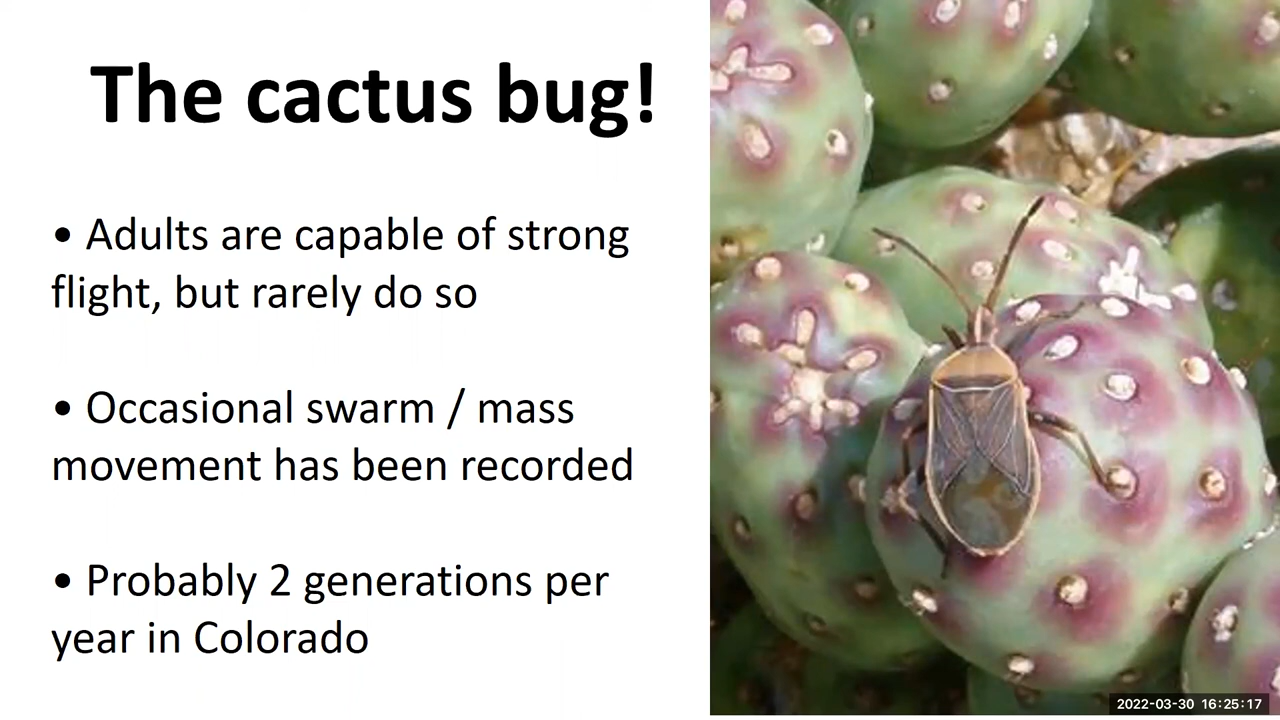 The cactus bug!
• Adults are capable of strong
flight, but rarely do so
• Occasional swarm / mass
movement has been recorded
• Probably 2 generations per
year in Colorado
2022-03-30 16:25:17